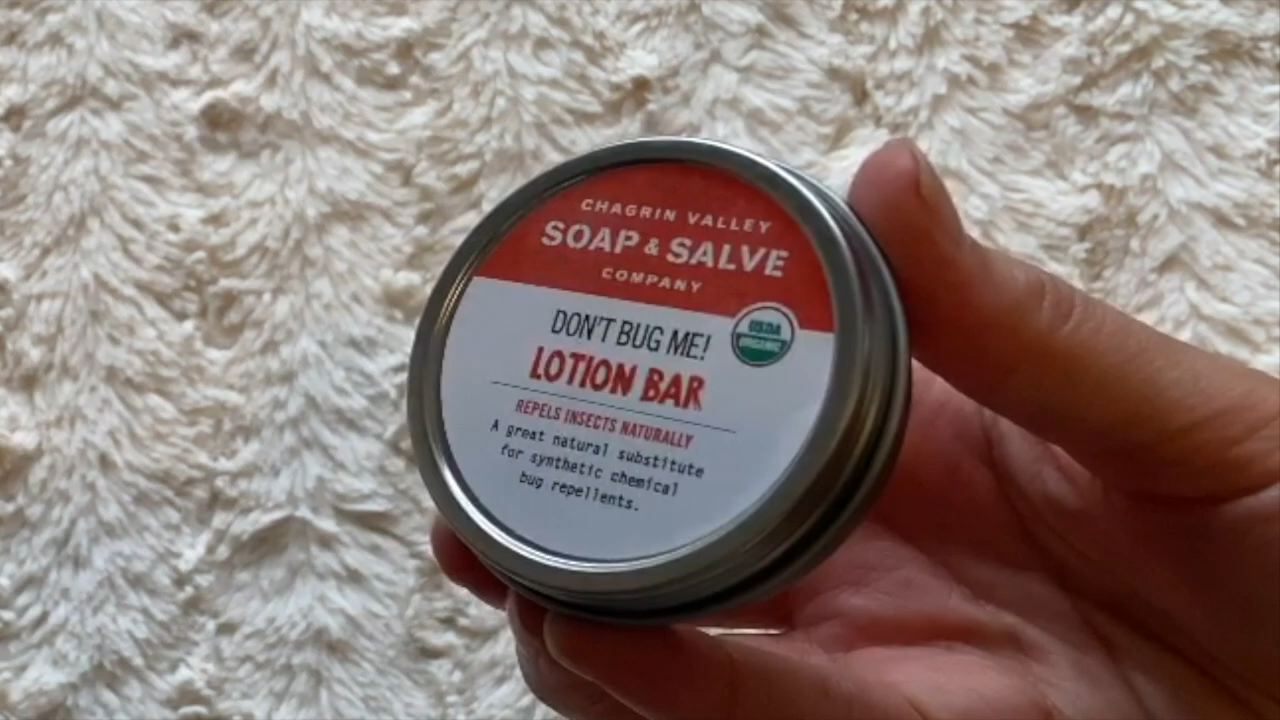 CHAGRIN VALLEY
SOAP & SALVE
COMPANY
DON'T BUG ME!
USDA
ORGANIC
LOTION BAR
REPELS INSECTS NATURALLY
A great natural substitute
for synthetic chemical
bug repellents.